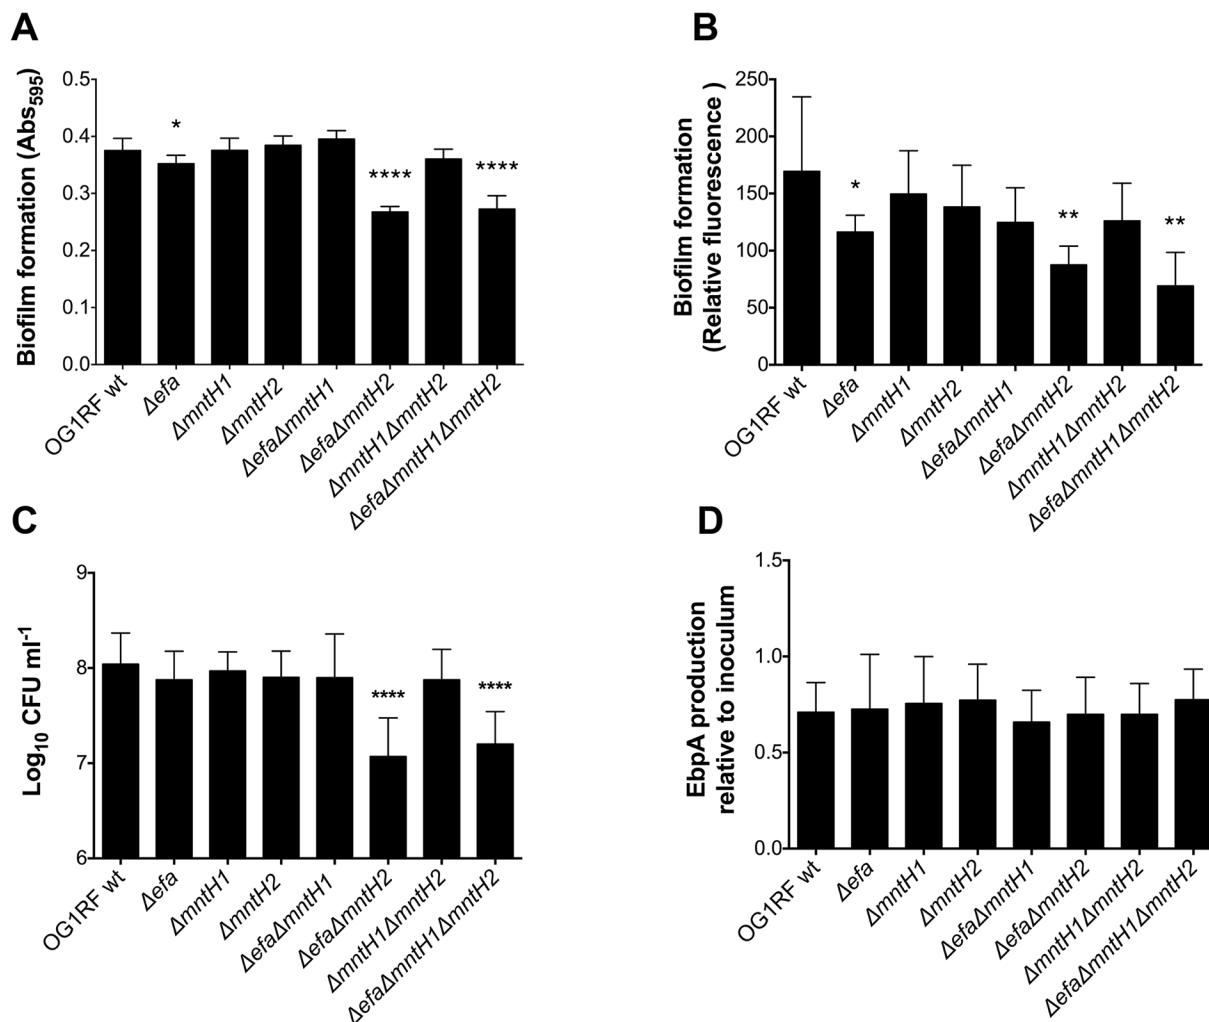 A
Biofilm formation (Abs595)
0.5
0.4
0.3
0.2
0.1
0.0
*
****
****
OG1RF wt
Δefa
ΔmntH1
ΔmntH2
ΔefaΔmntH1
ΔefaΔmntH2
ΔmntH1ΔmntH2
ΔefaΔmntH1ΔmntH2
B
Biofilm formation
(Relative fluorescence )
250
200
150
100
50
0
*
**
**
OG1RF wt
Δefa
ΔmntH1
ΔmntH2
ΔefaΔmntH1
ΔefaΔmntH2
ΔmntH1ΔmntH2
ΔefaΔmntH1ΔmntH2
C
Log10 CFU ml-1
9
8
7
6
****
****
OG1RF wt
Δefa
ΔmntH1
ΔmntH2
ΔefaΔmntH1
ΔefaΔmntH2
ΔmntH1ΔmntH2
ΔefaΔmntH1ΔmntH2
D
EbpA production
relative to inoculum
1.5
1.0
0.5
0.0
OG1RF wt
Δefa
ΔmntH1
ΔmntH2
ΔefaΔmntH1
ΔefaΔmntH2
ΔmntH1ΔmntH2
ΔefaΔmntH1ΔmntH2